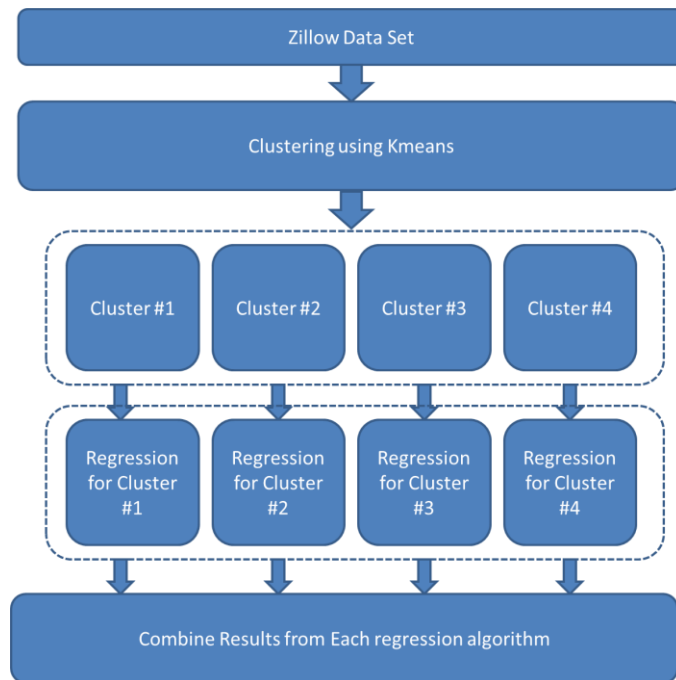 Zillow Data Set
Clustering using Kmeans
Cluster #1
Cluster #2
Cluster #3
Cluster #4
Regression
for Cluster
#1
Regression
for Cluster
#2
Regression
for Cluster
#3
Regression
for Cluster
#4
Combine Results from Each regression algorithm